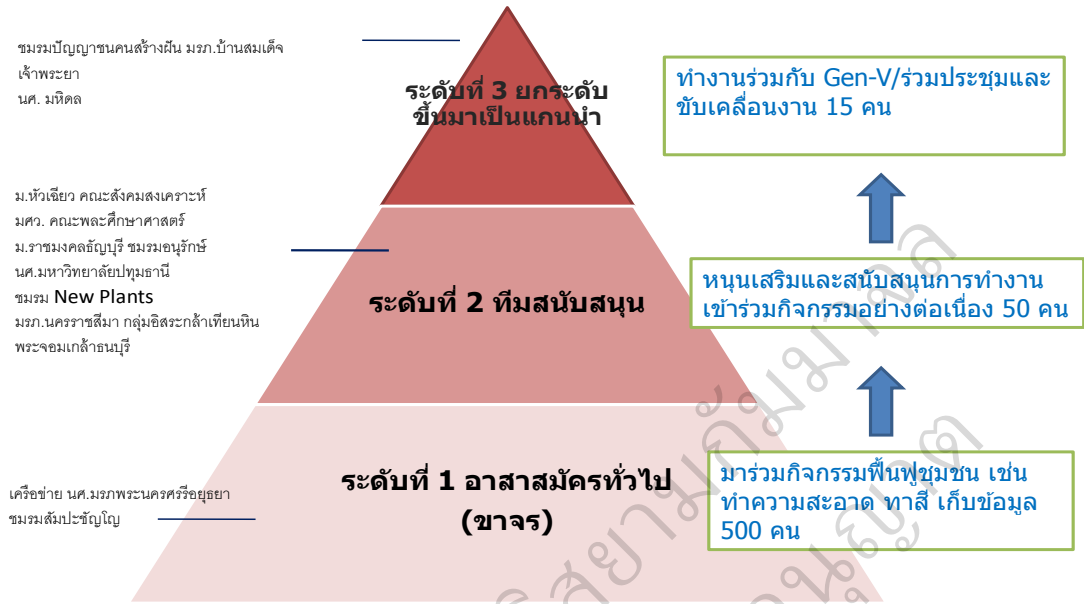 ชมรมปัญญาชนคนสร้างฝัน มรภ.บ้านสมเด็จ
เจ้าพระยา
นศ. มหิดล
ระดับที่ 3 ยกระดับ
ขึ้นมาเป็นแกนนำ
ทำงานร่วมกับ Gen-V/ร่วมประชุมและ
ขับเคลื่อนงาน 15 คน
ม.หัวเฉียว คณะสังคมสงเคราะห์
มศว. คณะพละศึกษาศาสตร์
ม.ราชมงคลธัญบุรี ชมรมอนุรักษ์
นศ.มหาวิทยาลัยปทุมธานี
ชมรม New Plants
มรภ.นครราชสีมา กลุ่มอิสระกล้าเทียนหิน
พระจอมเกล้าธนบุรี
ระดับที่ 2 ทีมสนับสนุน
หนุนเสริมและสนับสนุนการทำงาน
เข้าร่วมกิจกรรมอย่างต่อเนื่อง 50 คน
เครือข่าย นศ.มรภพระนครศรรีอยุธยา
ชมรมสัมปะชัญโญ
ระดับที่ 1 อาสาสมัครทั่วไป
(ขาจร)
มาร่วมกิจกรรมฟื้นฟูชุมชน เช่น
ทำความสะอาด ทาสี เก็บข้อมูล
500 คน